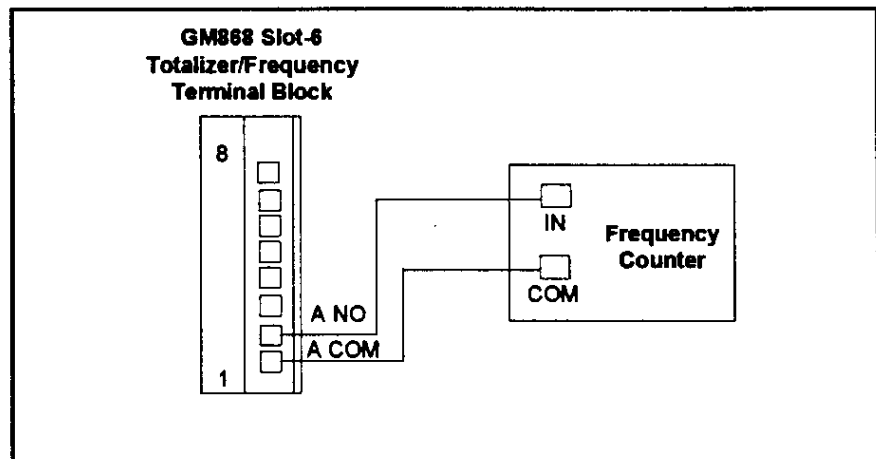 GM868 Slot-6
Totalizer/Frequency
Terminal Block
8
IN
Frequency
Counter
COM
A NO
A COM
1